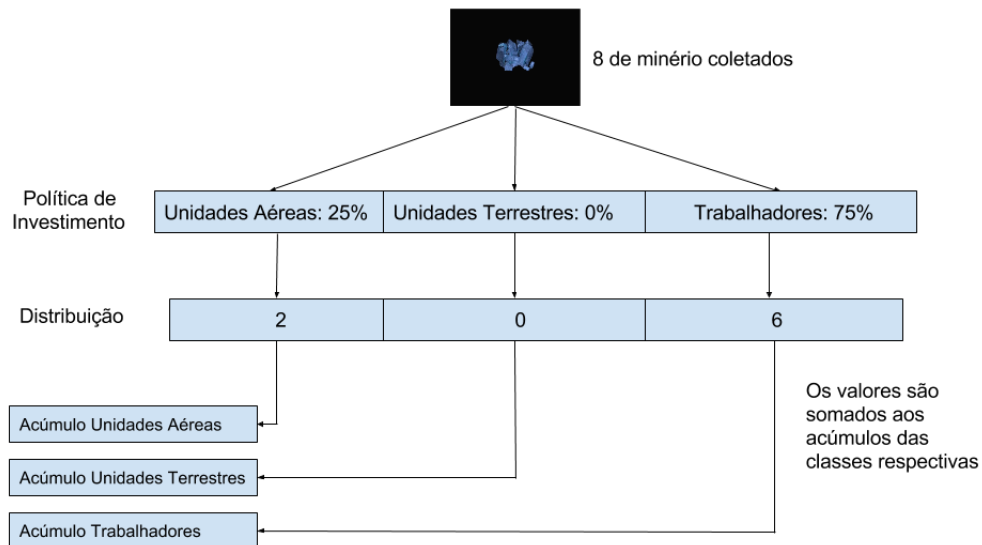 8 de minério coletados
Política de
Investimento
Unidades Aéreas: 25%
Unidades Terrestres: 0%
Trabalhadores: 75%
Distribuição
2
0
6
Os valores são
somados aos
acúmulos das
classes respectivas
Acúmulo Unidades Aéreas
Acúmulo Unidades Terrestres
Acúmulo Trabalhadores